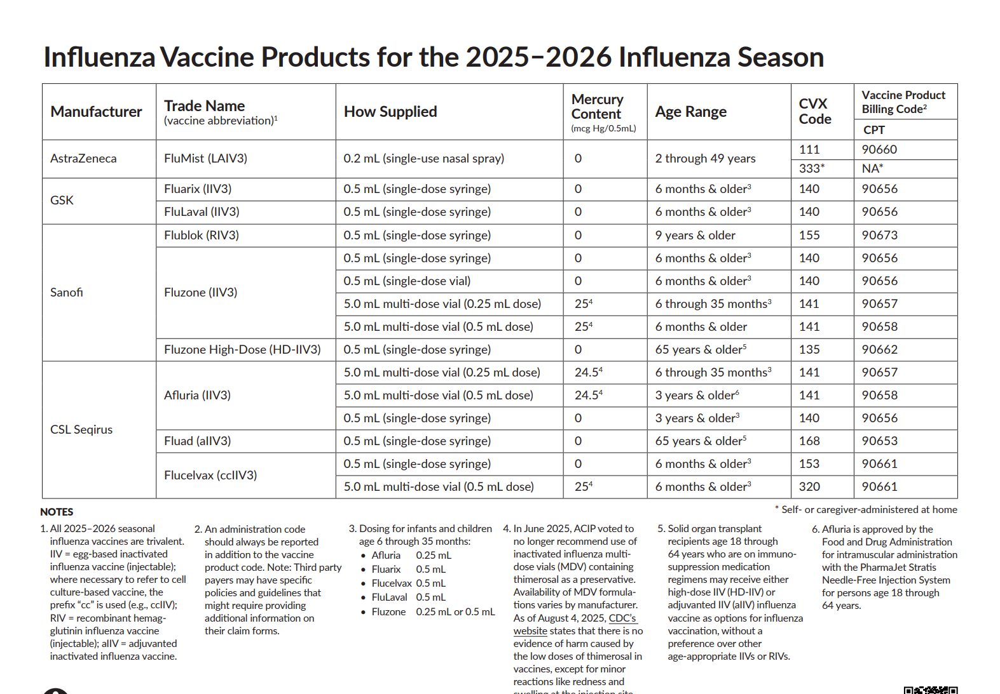 Influenza Vaccine Products for the 2025–2026 Influenza Season
Manufacturer
Trade Name
(vaccine abbreviation)1
How Supplied
Mercury
Content
(mcg Hg/0.5mL)
Age Range
CVX
Code
Vaccine Product
Billing Code2
CPT
AstraZeneca
FluMist (LAIV3)
0.2 mL (single-use nasal spray)
0
2 through 49 years
111
90660
333*
NA*
GSK
Fluarix (IIV3)
0.5 mL (single-dose syringe)
0
6 months & older3
140
90656
FluLaval (IIV3)
0.5 mL (single-dose syringe)
0
6 months & older3
140
90656
Sanofi
Flublok (RIV3)
0.5 mL (single-dose syringe)
0
9 years & older
155
90673
Fluzone (IIV3)
0.5 mL (single-dose syringe)
0
6 months & older3
140
90656
0.5 mL (single-dose vial)
0
6 months & older3
140
90656
5.0 mL multi-dose vial (0.25 mL dose)
254
6 through 35 months3
141
90657
5.0 mL multi-dose vial (0.5 mL dose)
254
6 months & older
141
90658
Fluzone High-Dose (HD-IIV3)
0.5 mL (single-dose syringe)
0
65 years & older5
135
90662
CSL Seqirus
Afluria (IIV3)
5.0 mL multi-dose vial (0.25 mL dose)
24.54
6 through 35 months3
141
90657
5.0 mL multi-dose vial (0.5 mL dose)
24.54
3 years & older6
141
90658
0.5 mL (single-dose syringe)
0
3 years & older3
140
90656
Fluad (aIIV3)
0.5 mL (single-dose syringe)
0
65 years & older5
168
90653
Flucelvax (ccIIV3)
0.5 mL (single-dose syringe)
0
6 months & older3
153
90661
5.0 mL multi-dose vial (0.5 mL dose)
254
6 months & older3
320
90661
* Self- or caregiver-administered at home
NOTES
1. All 2025–2026 seasonal
influenza vaccines are trivalent.
IIV = egg-based inactivated
influenza vaccine (injectable);
where necessary to refer to cell
culture-based vaccine, the
prefix “cc” is used (e.g., ccIIV);
RIV = recombinant hemag-
glutinin influenza vaccine
(injectable); aIIV = adjuvanted
inactivated influenza vaccine.
2. An administration code
should always be reported
in addition to the vaccine
product code. Note: Third party
payers may have specific
policies and guidelines that
might require providing
additional information on
their claim forms.
3. Dosing for infants and children
age 6 through 35 months:
• Afluria 0.25 mL
• Fluarix 0.5 mL
• Flucelvax 0.5 mL
• FluLaval 0.5 mL
• Fluzone 0.25 mL or 0.5 mL
4. In June 2025, ACIP voted to
no longer recommend use of
inactivated influenza multi-
dose vials (MDV) containing
thimerosal as a preservative.
Availability of MDV formula-
tions varies by manufacturer.
As of August 4, 2025, CDC’s
website states that there is no
evidence of harm caused by
the low doses of thimerosal in
vaccines, except for minor
reactions like redness and
swelling at the injection site
5. Solid organ transplant
recipients age 18 through
64 years who are on immuno-
suppression medication
regimens may receive either
high-dose IIV (HD-IIV) or
adjuvanted IIV (aIIV) influenza
vaccine as options for influenza
vaccination, without a
preference over other
age-appropriate IIVs or RIVs.
6. Afluria is approved by the
Food and Drug Administration
for intramuscular administration
with the PharmaJet Stratis
Needle-Free Injection System
for persons age 18 through
64 years.